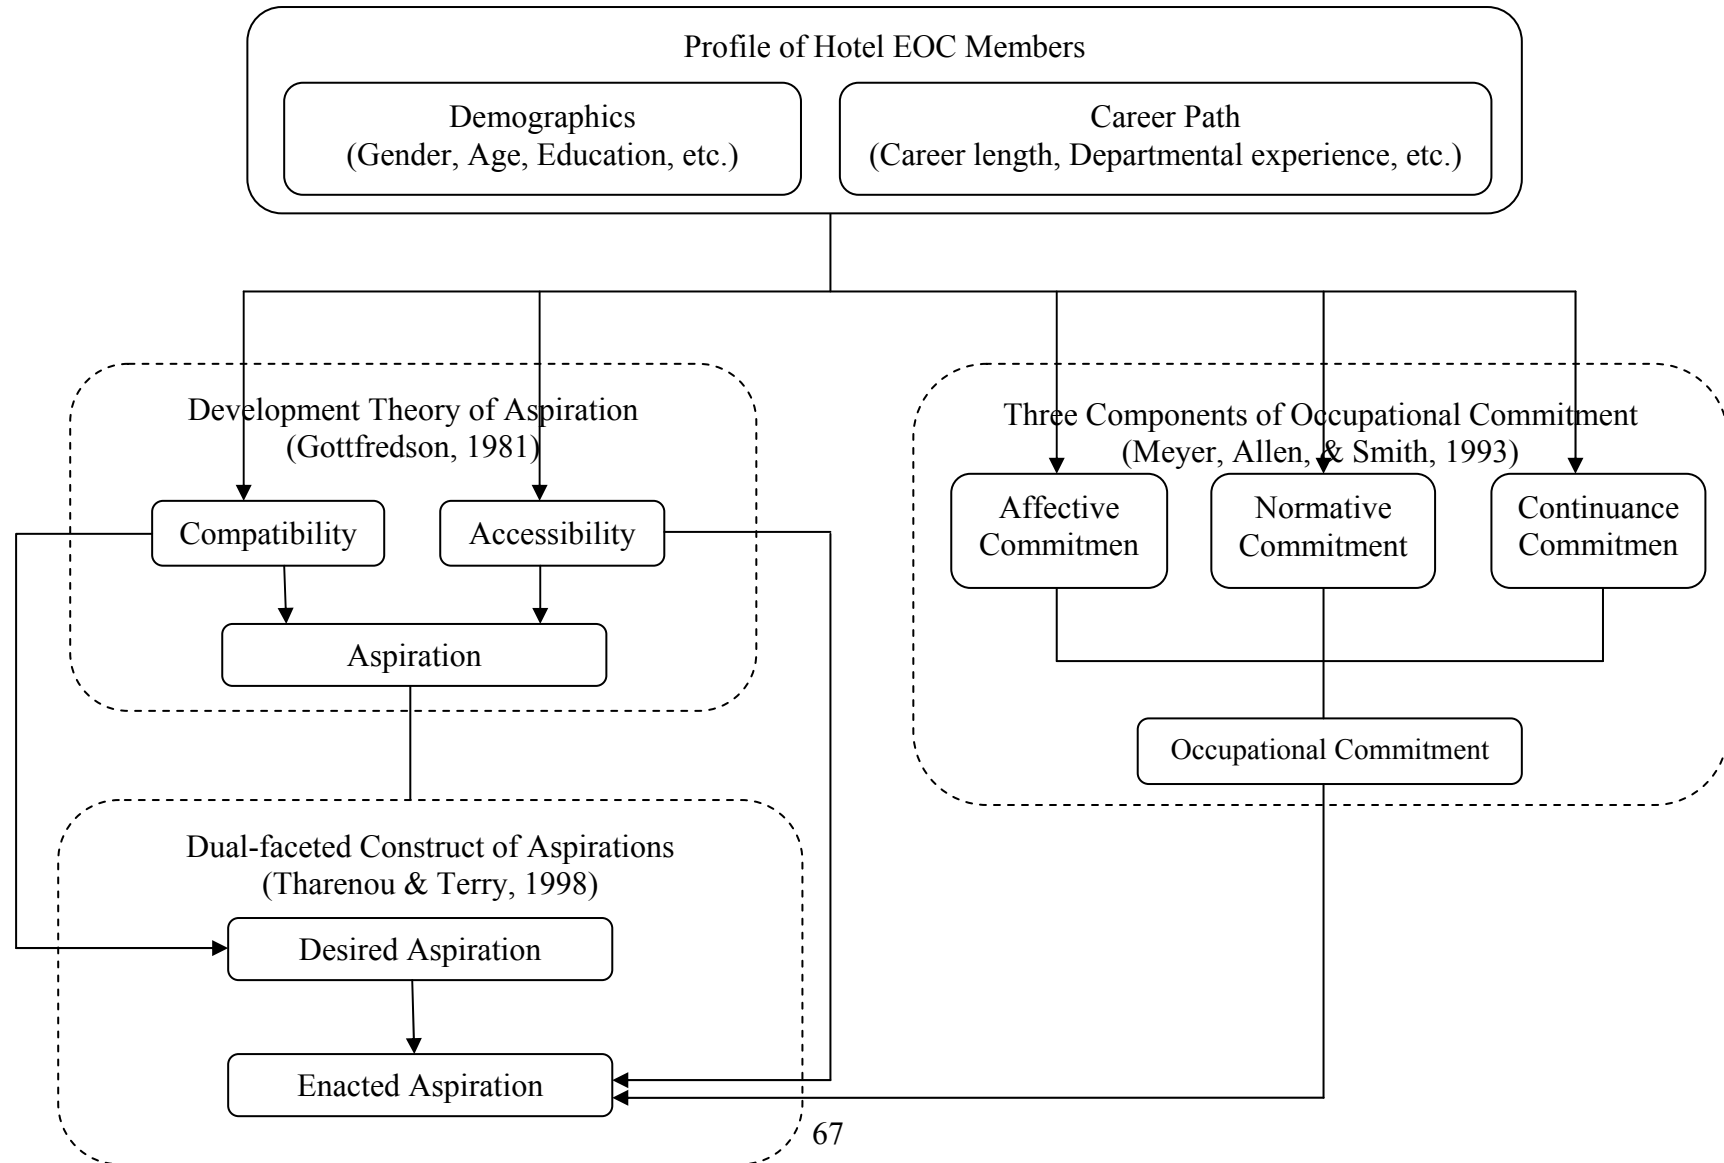 Profile of Hotel EOC Members
Demographics
(Gender, Age, Education, etc.)
Career Path
(Career length, Departmental experience, etc.)
Development Theory of Aspiration
(Gottfredson, 1981)
Compatibility
Accessibility
Aspiration
Three Components of Occupational Commitment
(Meyer, Allen, & Smith, 1993)
Affective
Commitmen
Normative
Commitment
Continuance
Commitmen
Occupational Commitment
Dual-faceted Construct of Aspirations
(Tharenou & Terry, 1998)
Desired Aspiration
Enacted Aspiration
67